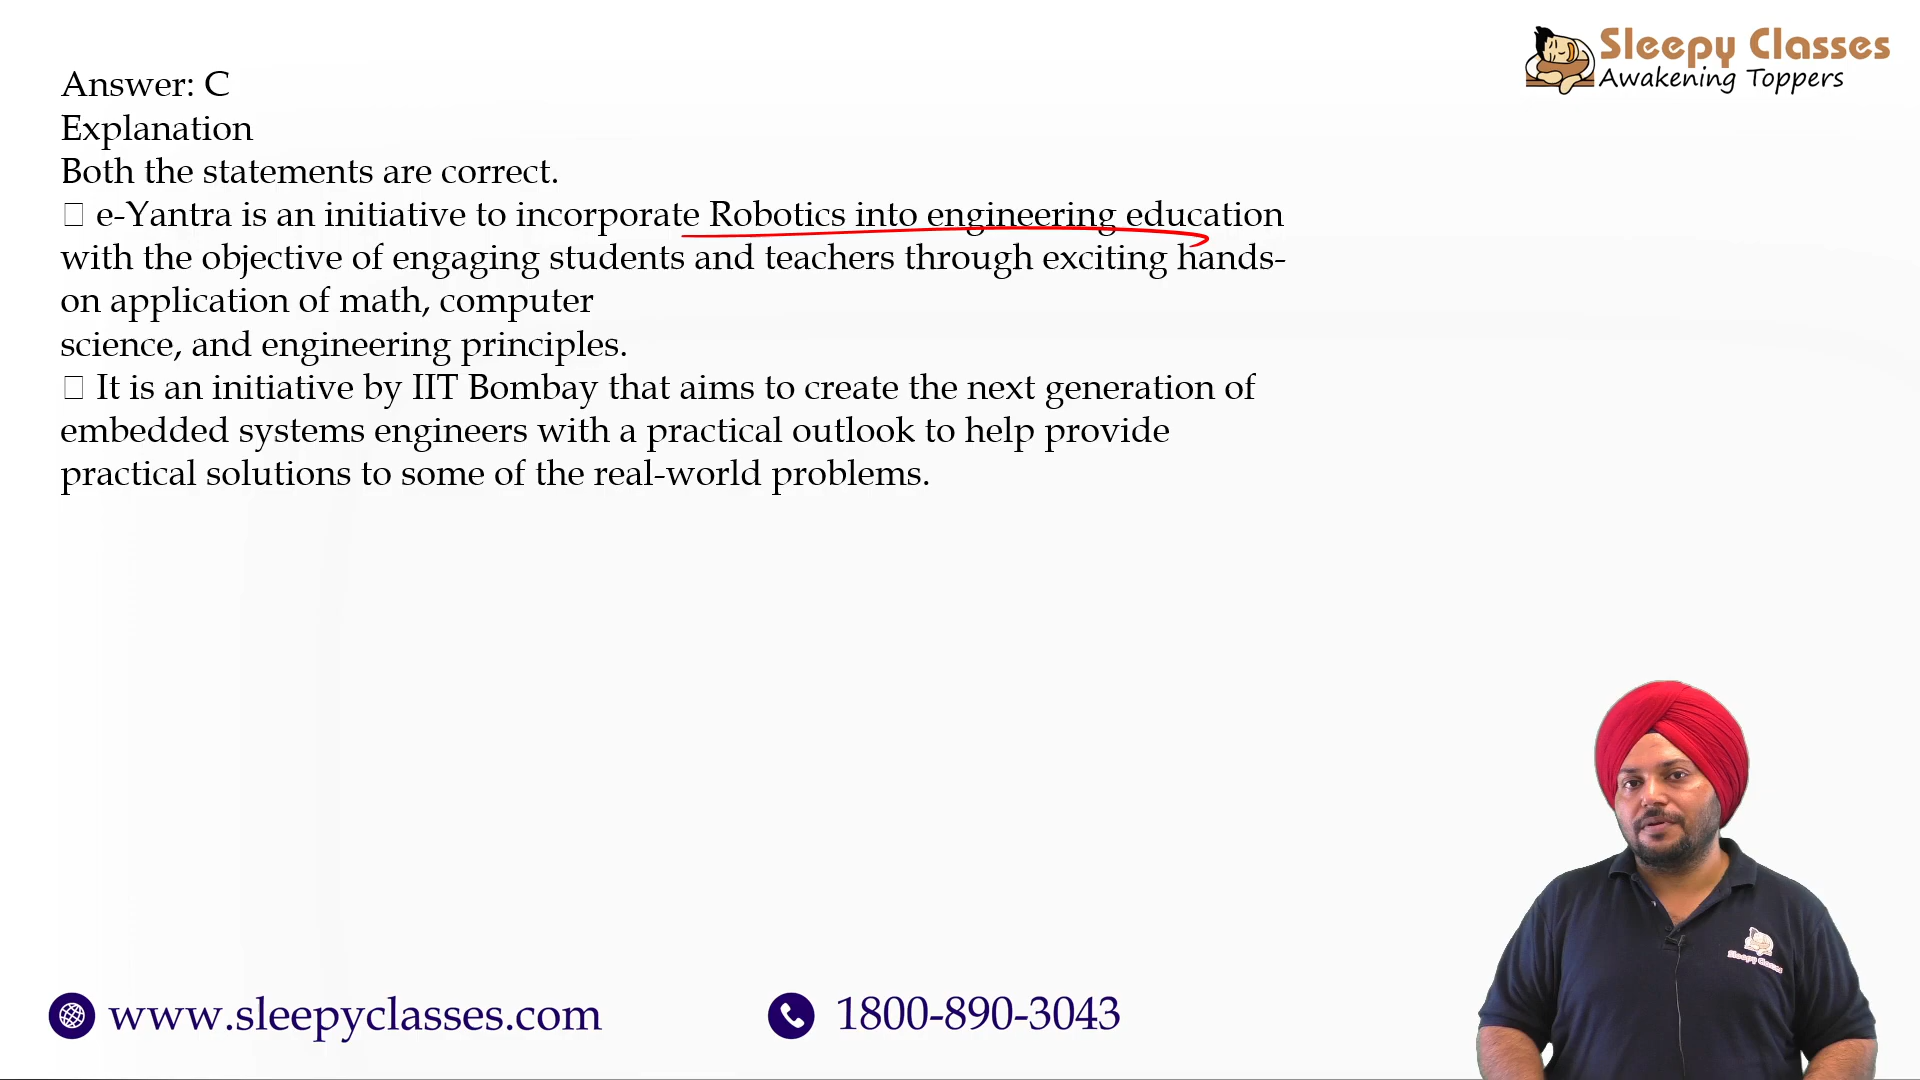 Sleepy Classes
Awakening Toppers
Answer: C
Explanation
Both the statements are correct.
e-Yantra is an initiative to incorporate Robotics into engineering education
with the objective of engaging students and teachers through exciting hands-
on application of math, computer
science, and engineering principles.
It is an initiative by IIT Bombay that aims to create the next generation of
embedded systems engineers with a practical outlook to help provide
practical solutions to some of the real-world problems.
Sleepy Classes
www.sleepyclasses.com
1800-890-3043